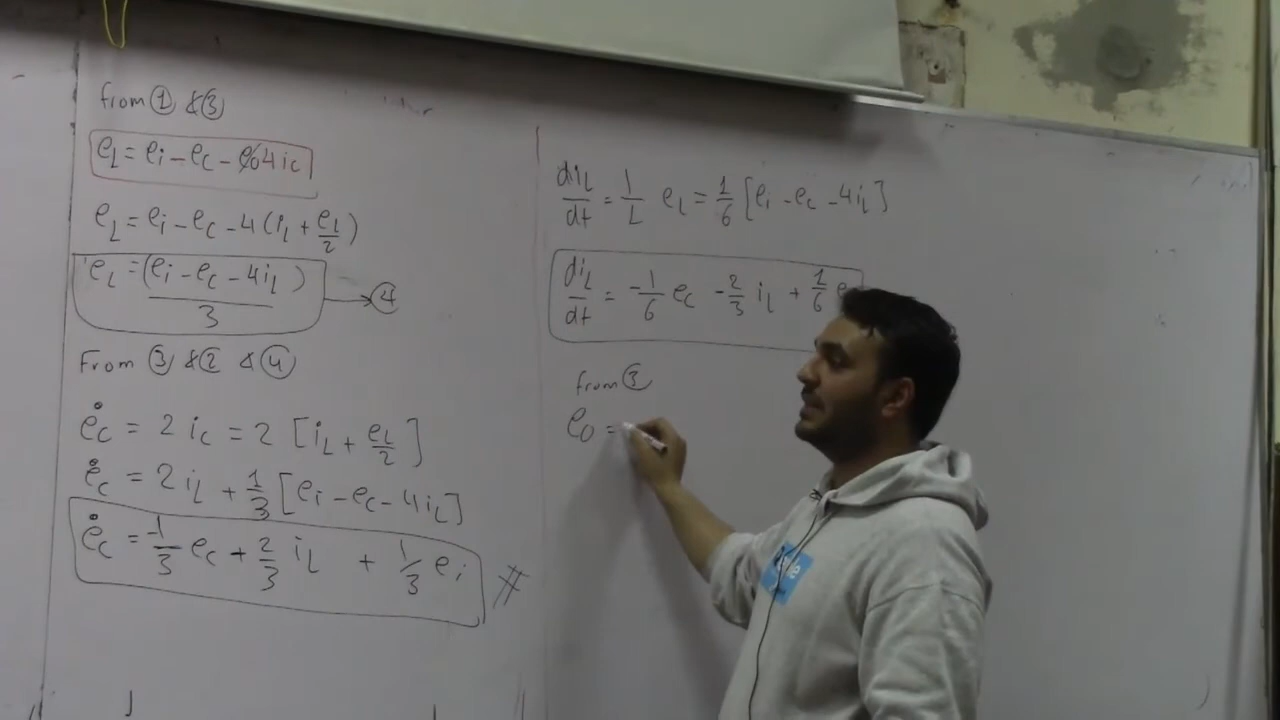 from ① & ③
e_L = e_i - e_c - 4i_c
e_L = e_i - e_c - 4(i_L + e_L/2)
e_L = (e_i - e_c - 4i_L)/3 → ④
From ③ & ② & ④
ė_c = 2 i_c = 2 [i_L + e_L/2]
ė_c = 2 i_L + 1/3 [e_i - e_c - 4i_L]
ė_c = -1/3 e_c + 2/3 i_L + 1/3 e_i #
di_L/dt = 1/L e_L = 1/6 [e_i - e_c - 4i_L]
di_L/dt = -1/6 e_c - 2/3 i_L + 1/6 e
from ③
e_o =